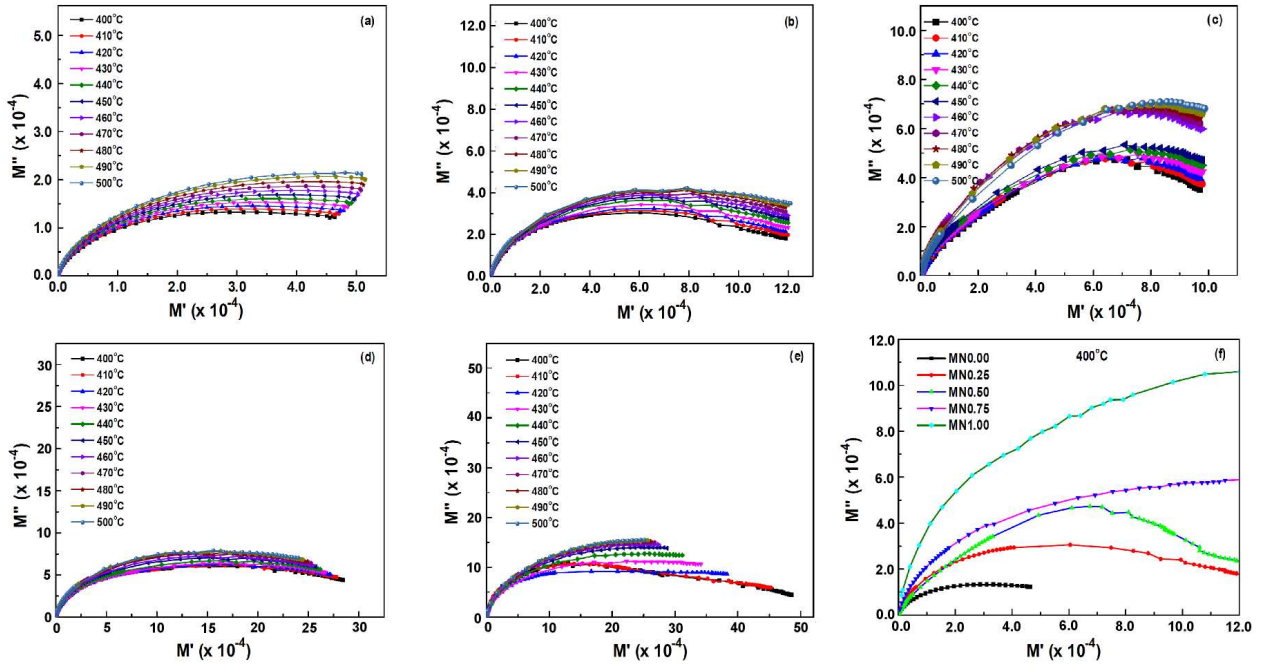 (a)
400°C
410°C
420°C
430°C
440°C
450°C
460°C
470°C
480°C
490°C
500°C
5.0
4.0
3.0
2.0
1.0
0.0
M" (x 10⁻⁴)
0.0 1.0 2.0 3.0 4.0 5.0
M' (x 10⁻⁴)
(b)
400°C
410°C
420°C
430°C
440°C
450°C
460°C
470°C
480°C
490°C
500°C
12.0
10.0
8.0
6.0
4.0
2.0
0.0
M" (x 10⁻⁴)
0.0 2.0 4.0 6.0 8.0 10.0 12.0
M' (x 10⁻⁴)
(c)
400°C
410°C
420°C
430°C
440°C
450°C
460°C
470°C
480°C
490°C
500°C
10.0
8.0
6.0
4.0
2.0
0.0
M" (x 10⁻⁴)
0.0 2.0 4.0 6.0 8.0 10.0
M' (x 10⁻⁴)
(d)
400°C
410°C
420°C
430°C
440°C
450°C
460°C
470°C
480°C
490°C
500°C
30
25
20
15
10
5
0
M" (x 10⁻⁴)
0 5 10 15 20 25 30
M' (x 10⁻⁴)
(e)
400°C
410°C
420°C
430°C
440°C
450°C
460°C
470°C
480°C
490°C
500°C
50
40
30
20
10
0
M" (x 10⁻⁴)
0 10 20 30 40 50
M' (x 10⁻⁴)
(f)
400°C
MN0.00
MN0.25
MN0.50
MN0.75
MN1.00
12.0
10.0
8.0
6.0
4.0
2.0
0.0
M" (x 10⁻⁴)
0.0 2.0 4.0 6.0 8.0 10.0 12.0
M' (x 10⁻⁴)